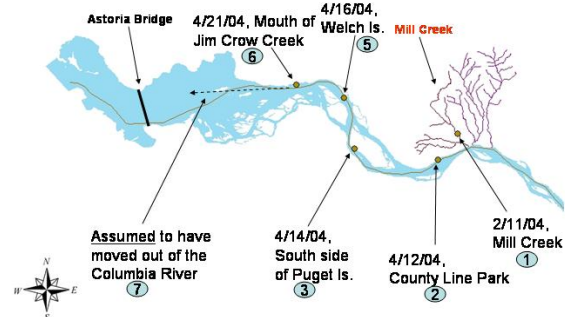 Astoria Bridge
4/21/04, Mouth of
Jim Crow Creek
6
4/16/04,
Welch Is.
5
Mill Creek
Assumed to have
moved out of the
Columbia River
7
4/14/04,
South side
of Puget Is.
3
4/12/04,
County Line Park
2
2/11/04,
Mill Creek
1
N
W
E
S